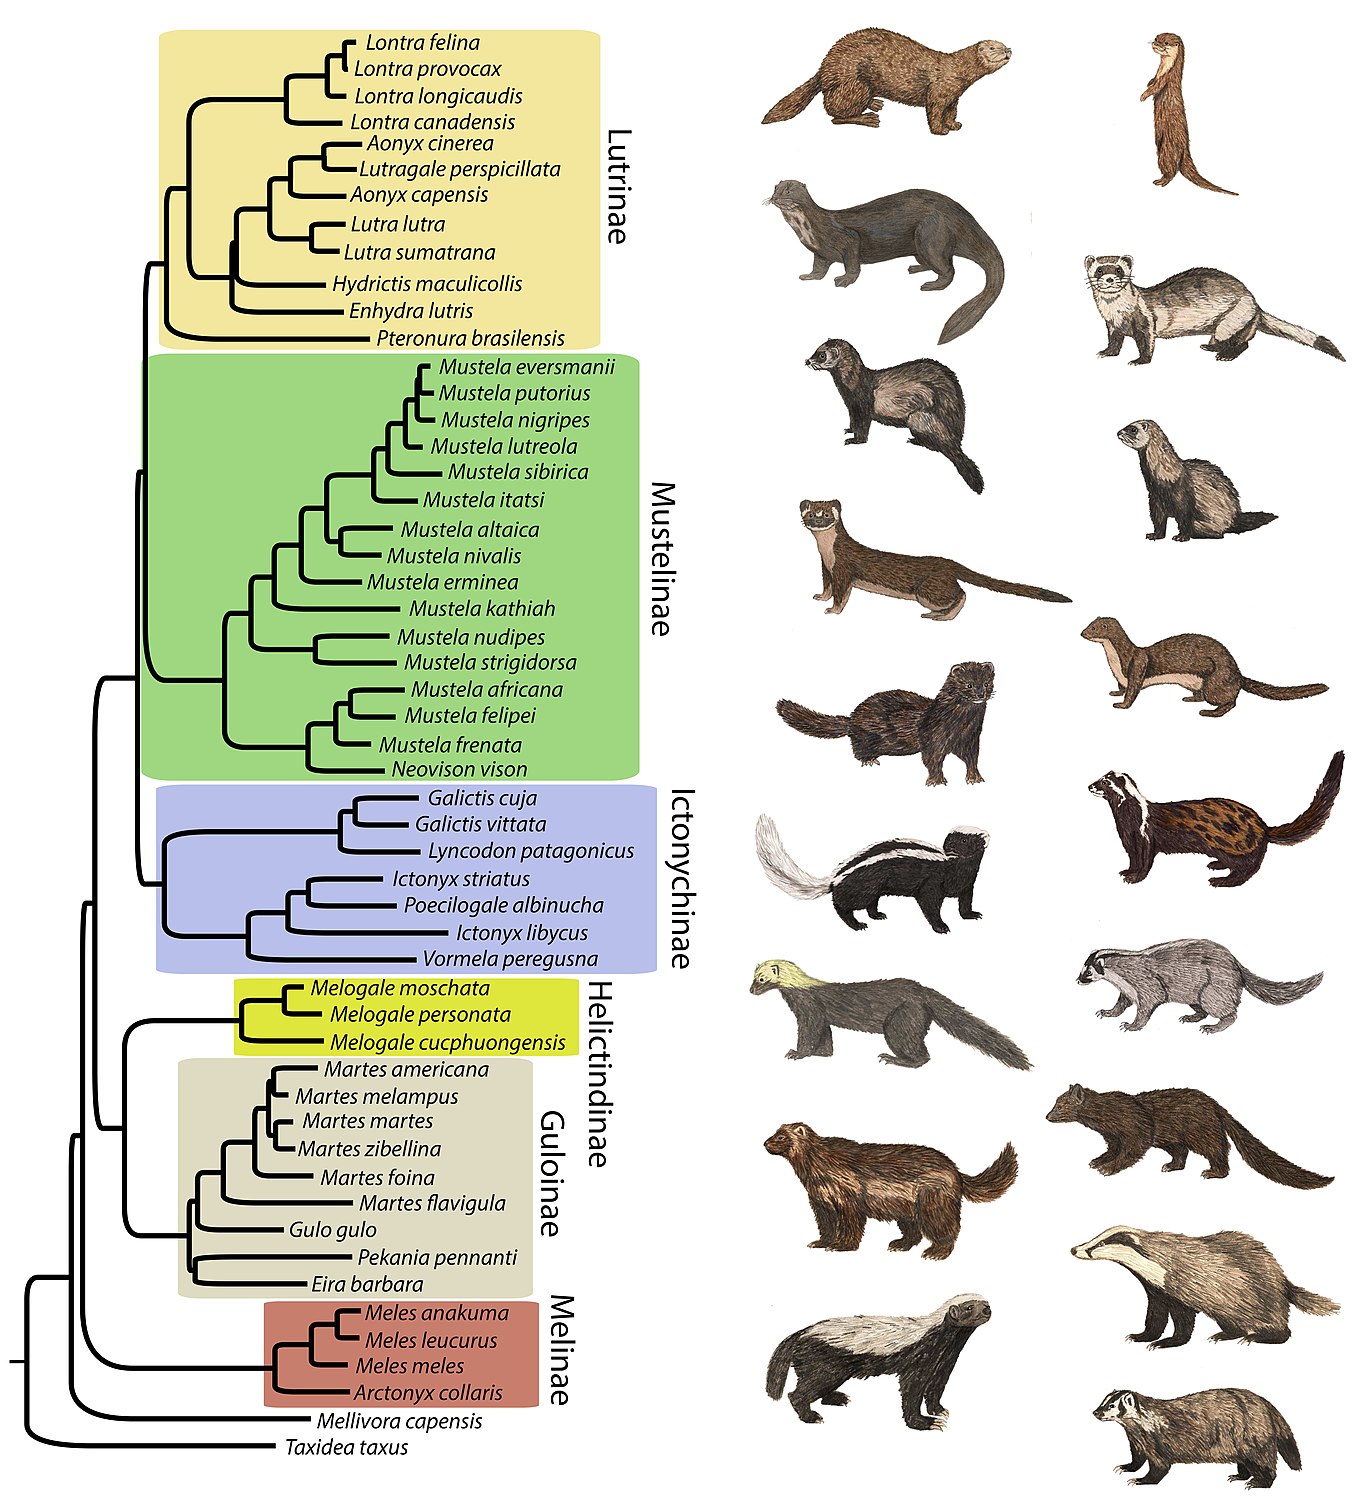 Lontra felina
Lontra provocax
Lontra longicaudis
Lontra canadensis
Aonyx cinerea
Lutragale perspicillata
Aonyx capensis
Lutra lutra
Lutra sumatrana
Hydrictis maculicollis
Enhydra lutris
Pteronura brasilensis
Lutrinae
Mustela eversmanii
Mustela putorius
Mustela nigripes
Mustela lutreola
Mustela sibirica
Mustela itatsi
Mustela altaica
Mustela nivalis
Mustela erminea
Mustela kathiah
Mustela nudipes
Mustela strigidorsa
Mustela africana
Mustela felipei
Mustela frenata
Neovison vison
Mustelinae
Galictis cuja
Galictis vittata
Lyncodon patagonicus
Ictonyx striatus
Poecilogale albinucha
Ictonyx libycus
Vormela peregusna
Ictonychinae
Melogale moschata
Melogale personata
Melogale cucphuongensis
Helictindinae
Martes americana
Martes melampus
Martes martes
Martes zibellina
Martes foina
Martes flavigula
Gulo gulo
Pekania pennanti
Eira barbara
Guloinae
Meles anakuma
Meles leucurus
Meles meles
Arctonyx collaris
Melinae
Mellivora capensis
Taxidea taxus